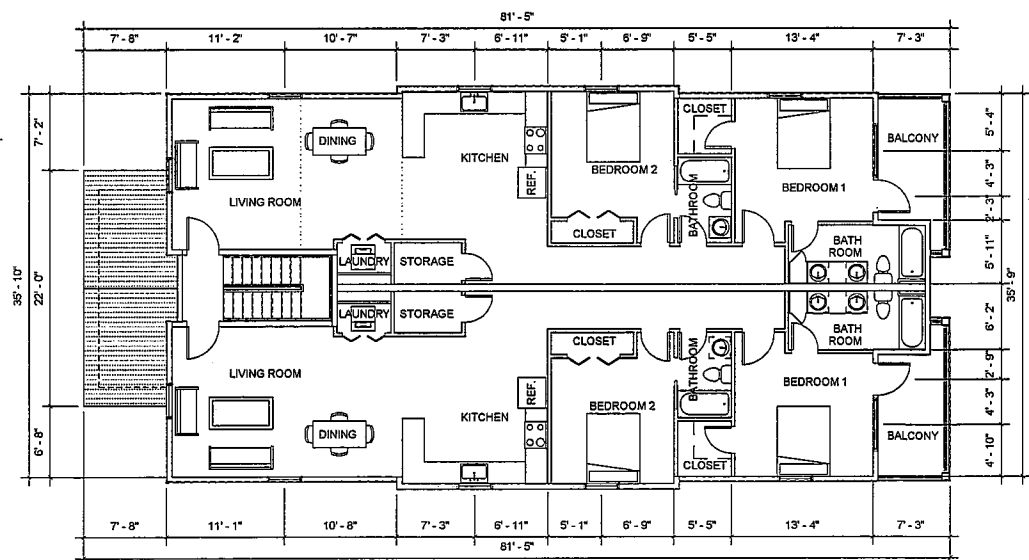 81' - 5"
7' - 8"
11' - 2"
10' - 7"
7' - 3"
6' - 11"
5' - 1"
6' - 9"
5' - 5"
13' - 4"
7' - 3"
35' - 10"
7' - 2"
22' - 0"
6' - 8"
5' - 4"
4' - 3"
2' - 3"
5' - 11"
6' - 2"
2' - 9"
4' - 3"
4' - 10"
35' - 9"
CLOSET
DINING
KITCHEN
REF.
BEDROOM 2
BATHROOM
BEDROOM 1
BALCONY
LIVING ROOM
CLOSET
LAUNDRY
STORAGE
BATH
ROOM
LAUNDRY
STORAGE
BATH
ROOM
CLOSET
LIVING ROOM
REF.
BATHROOM
BEDROOM 1
KITCHEN
BEDROOM 2
DINING
BALCONY
CLOSET
7' - 8"
11' - 1"
10' - 8"
7' - 3"
6' - 11"
5' - 1"
6' - 9"
5' - 5"
13' - 4"
7' - 3"
81' - 5"